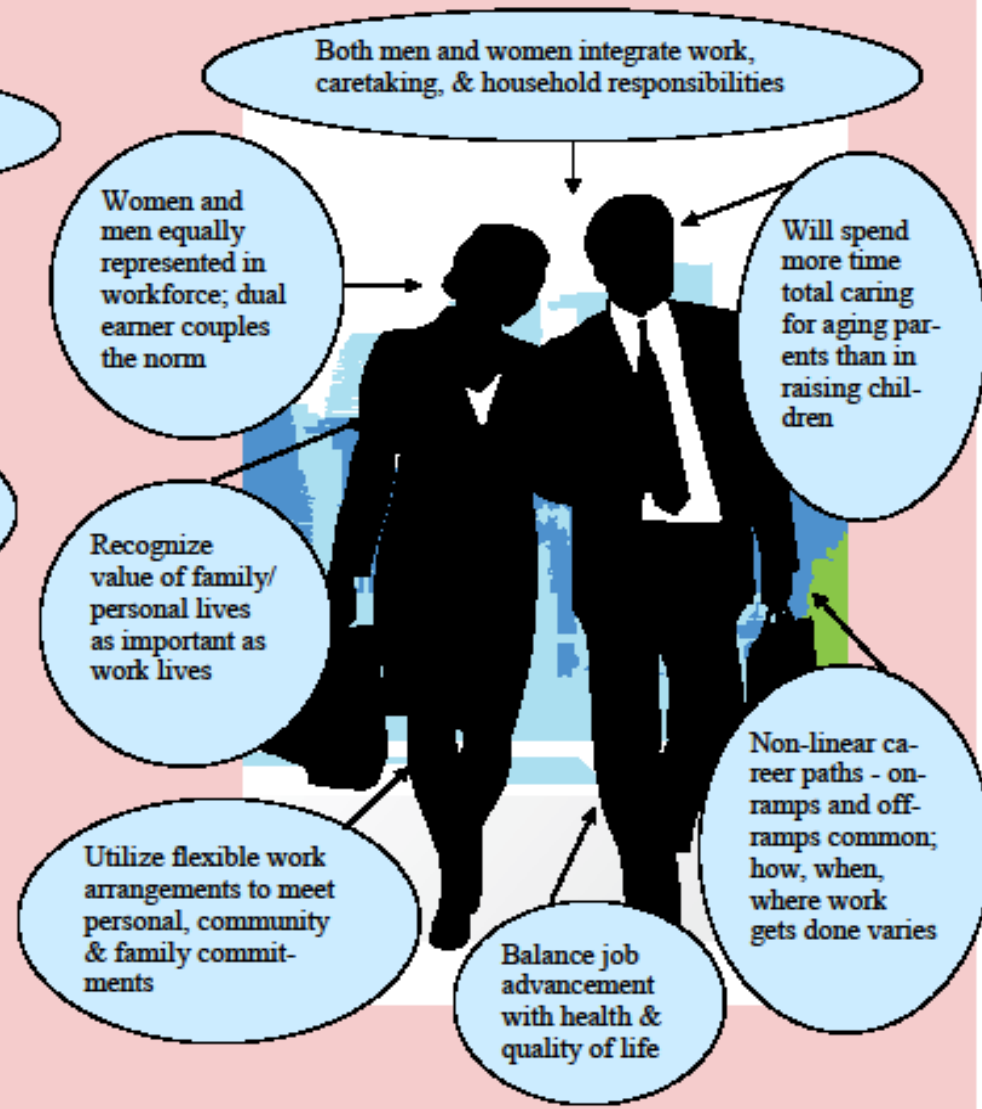 Both men and women integrate work,
caretaking, & household responsibilities
Women and
men equally
represented in
workforce; dual
earner couples
the norm
Will spend
more time
total caring
for aging par-
ents than in
raising chil-
dren
Recognize
value of family/
personal lives
as important as
work lives
Non-linear ca-
reer paths - on-
ramps and off-
ramps common;
how, when,
where work
gets done varies
Utilize flexible work
arrangements to meet
personal, community
& family commit-
ments
Balance job
advancement
with health &
quality of life